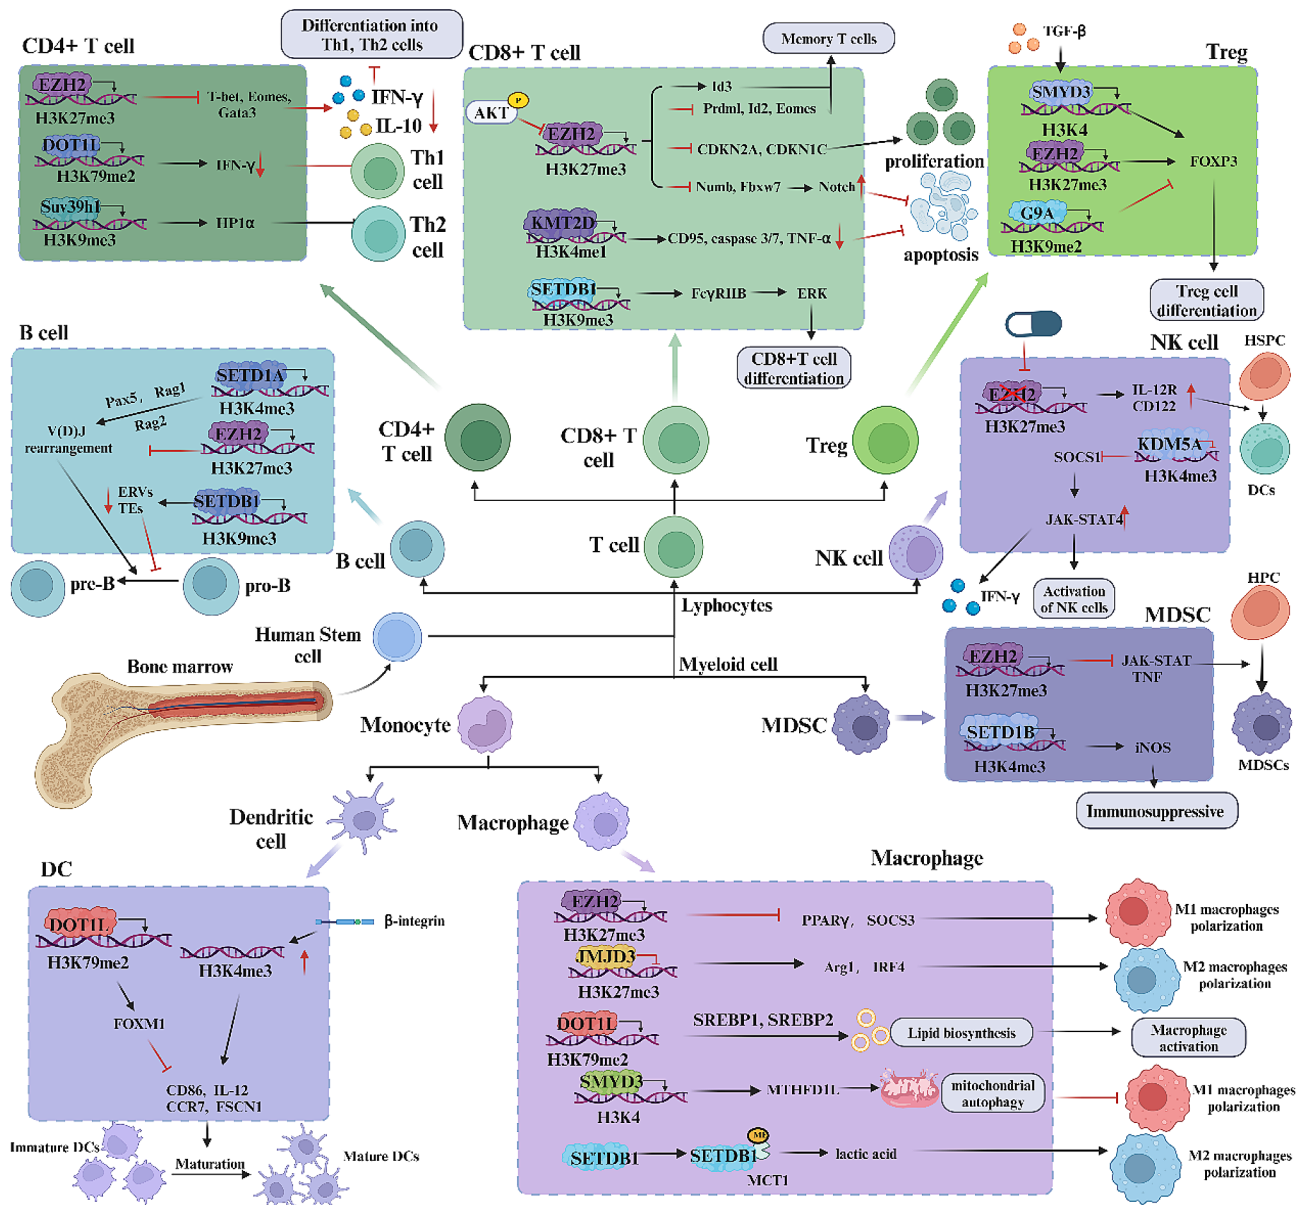 CD4+ T cell
Differentiation into
Th1, Th2 cells
EZH2
H3K27me3
T-bet, Eomes,
Gata3
IFN-γ
IL-10
DOT1L
H3K79me2
IFN-γ
Th1
cell
Suv39h1
H3K9me3
HP1α
Th2
cell
CD8+ T cell
Memory T cells
AKT
P
EZH2
H3K27me3
Id3
Prdml, Id2, Eomes
CDKN2A, CDKN1C
proliferation
Numb, Fbxw7
Notch
KMT2D
H3K4me1
CD95, caspase 3/7, TNF-α
apoptosis
SETDB1
H3K9me3
FcγRIIB
ERK
CD8+T cell
differentiation
TGF-β
Treg
SMYD3
H3K4
EZH2
H3K27me3
FOXP3
G9A
H3K9me2
Treg cell
differentiation
B cell
SETD1A
H3K4me3
Pax5, Rag1
Rag2
V(D)J
rearrangement
EZH2
H3K27me3
ERVs
TEs
SETDB1
H3K9me3
pre-B
pro-B
CD4+
T cell
CD8+ T
cell
Treg
B cell
T cell
NK cell
Lyphocytes
NK cell
HSPC
EZH2
H3K27me3
IL-12R
CD122
SOCS1
KDM5A
H3K4me3
DCs
JAK-STAT4
IFN-γ
Activation
of NK cells
Human Stem
cell
Bone marrow
Myeloid cell
Monocyte
MDSC
Dendritic
cell
Macrophage
MDSC
HPC
EZH2
H3K27me3
JAK-STAT
TNF
SETD1B
H3K4me3
iNOS
MDSCs
Immunosuppressive
DC
DOT1L
H3K79me2
H3K4me3
β-integrin
FOXM1
CD86, IL-12
CCR7, FSCN1
Immature DCs
Maturation
Mature DCs
Macrophage
EZH2
H3K27me3
PPARγ, SOCS3
M1 macrophages
polarization
JMJD3
H3K27me3
Arg1, IRF4
M2 macrophages
polarization
DOT1L
H3K79me2
SREBP1, SREBP2
Lipid biosynthesis
Macrophage
activation
SMYD3
H3K4
MTHFD1L
mitochondrial
autophagy
M1 macrophages
polarization
SETDB1
SETDB1
MCT1
lactic acid
M2 macrophages
polarization